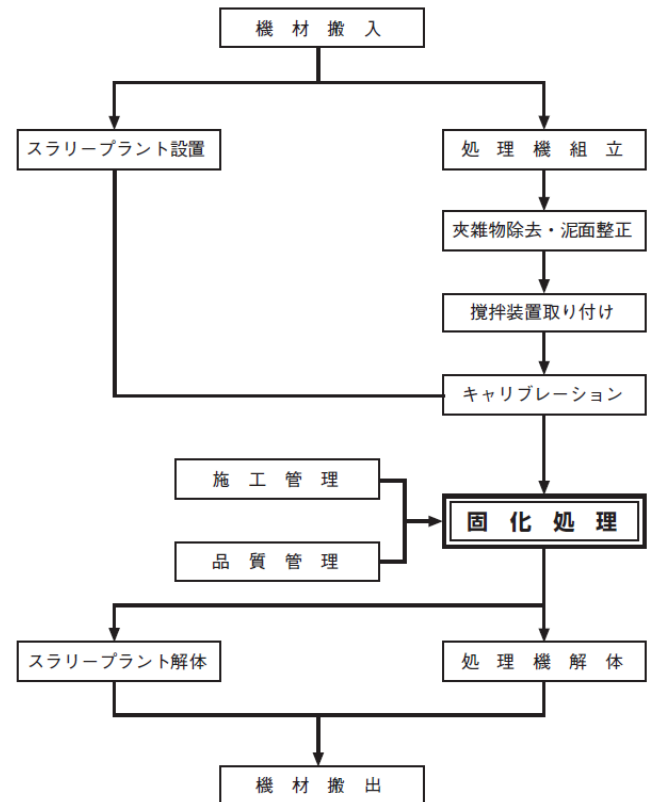 機材搬入
スラリープラント設置
処理機組立
夾雑物除去・泥面整正
撹拌装置取り付け
キャリブレーション
施工管理
固化処理
品質管理
スラリープラント解体
処理機解体
機材搬出